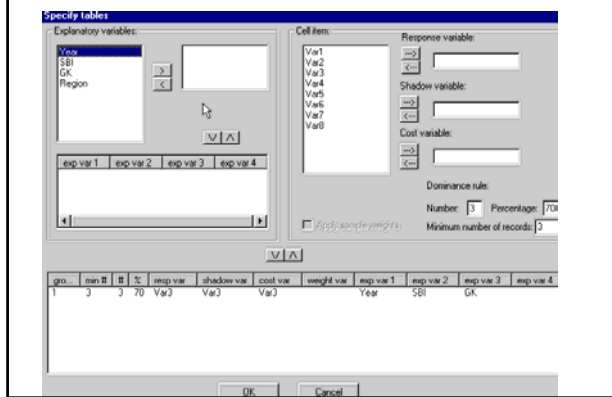 Specify tables
Explanatory variables:
Year
SBI
GK
Region
>
<
V Λ
exp var 1 exp var 2 exp var 3 exp var 4
Cell item:
Var1
Var2
Var3
Var4
Var5
Var6
Var7
Var8
Response variable:
-->
<--
Shadow variable:
-->
<--
Cost variable:
-->
<--
Dominance rule:
Number: 3 Percentage: 70
Apply sample weights Minimum number of records: 3
V Λ
gro... min # # % resp var shadow var cost var weight var exp var 1 exp var 2 exp var 3 exp var 4
1 3 3 70 Var3 Var3 Var3 Year SBI GK
OK Cancel